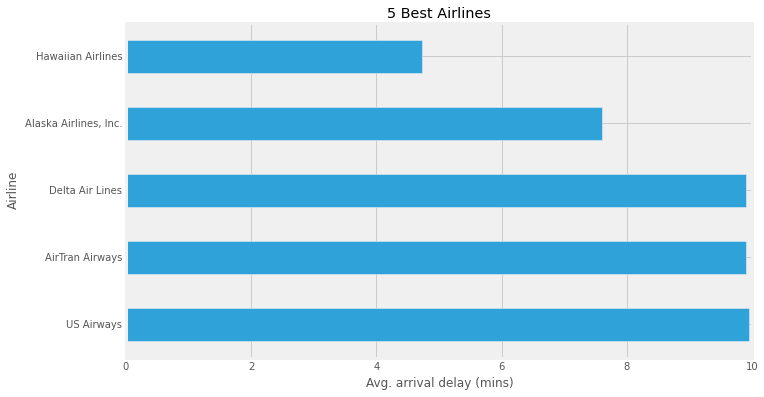 5 Best Airlines
Hawaiian Airlines
Alaska Airlines, Inc.
Delta Air Lines
AirTran Airways
US Airways
Airline
0 2 4 6 8 10
Avg. arrival delay (mins)